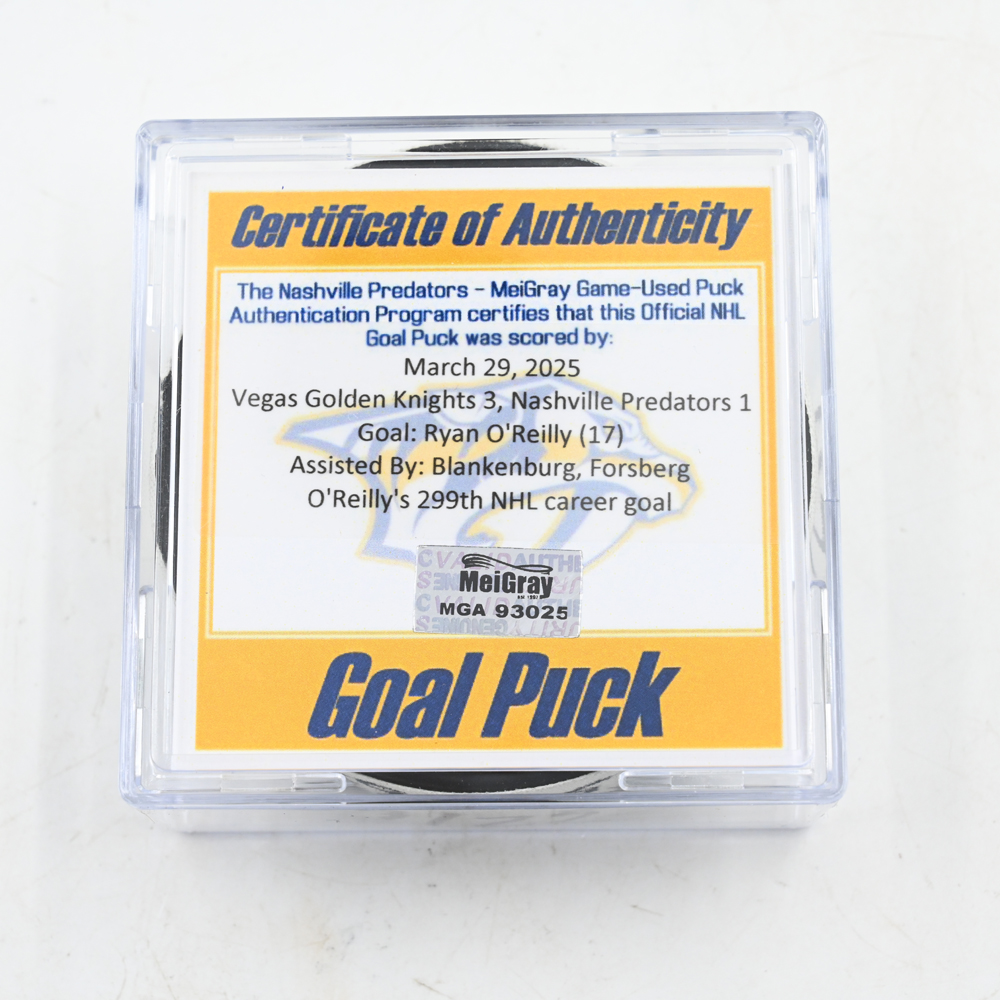 Certificate of Authenticity
The Nashville Predators - MeiGray Game-Used Puck
Authentication Program certifies that this Official NHL
Goal Puck was scored by:
March 29, 2025
Vegas Golden Knights 3, Nashville Predators 1
Goal: Ryan O'Reilly (17)
Assisted By: Blankenburg, Forsberg
O'Reilly's 299th NHL career goal
MeiGray
MGA 93025
Goal Puck